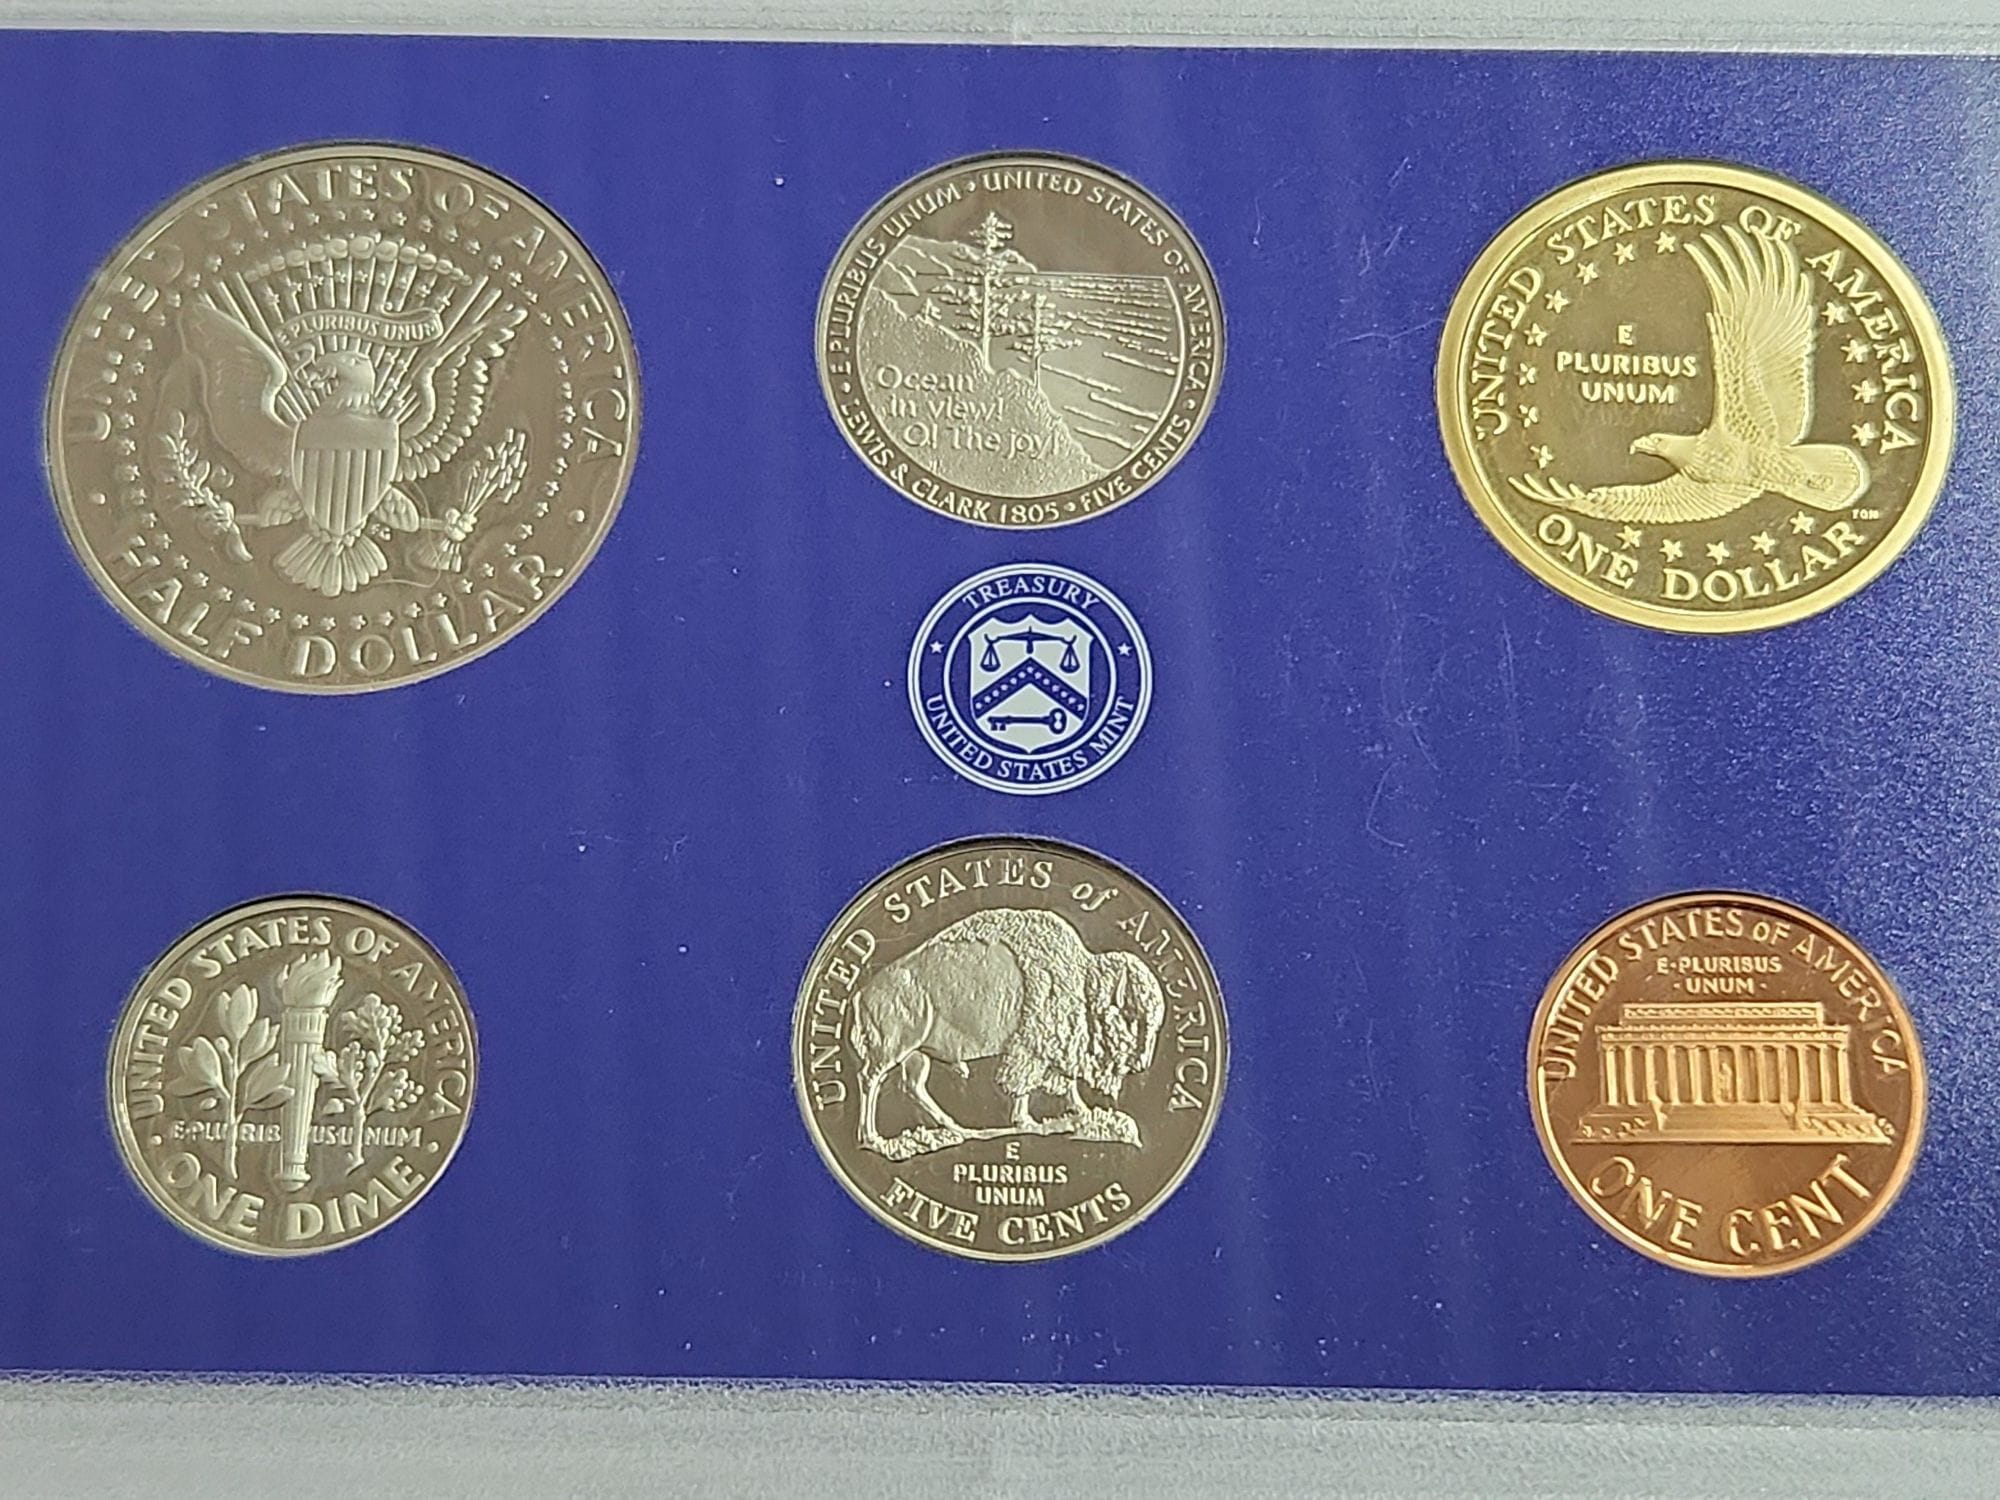 UNITED STATES OF AMERICA
E PLURIBUS UNUM
HALF DOLLAR
E PLURIBUS UNUM • UNITED STATES OF AMERICA
Ocean
in view!
O! The joy!
LEWIS & CLARK 1805 • FIVE CENTS
UNITED STATES OF AMERICA
E
PLURIBUS
UNUM
ONE DOLLAR
TREASURY
UNITED STATES MINT
UNITED STATES OF AMERICA
E·PLURIBUS·UNUM
ONE DIME
UNITED STATES of AMERICA
E
PLURIBUS
UNUM
FIVE CENTS
UNITED STATES OF AMERICA
E·PLURIBUS
·UNUM·
ONE CENT